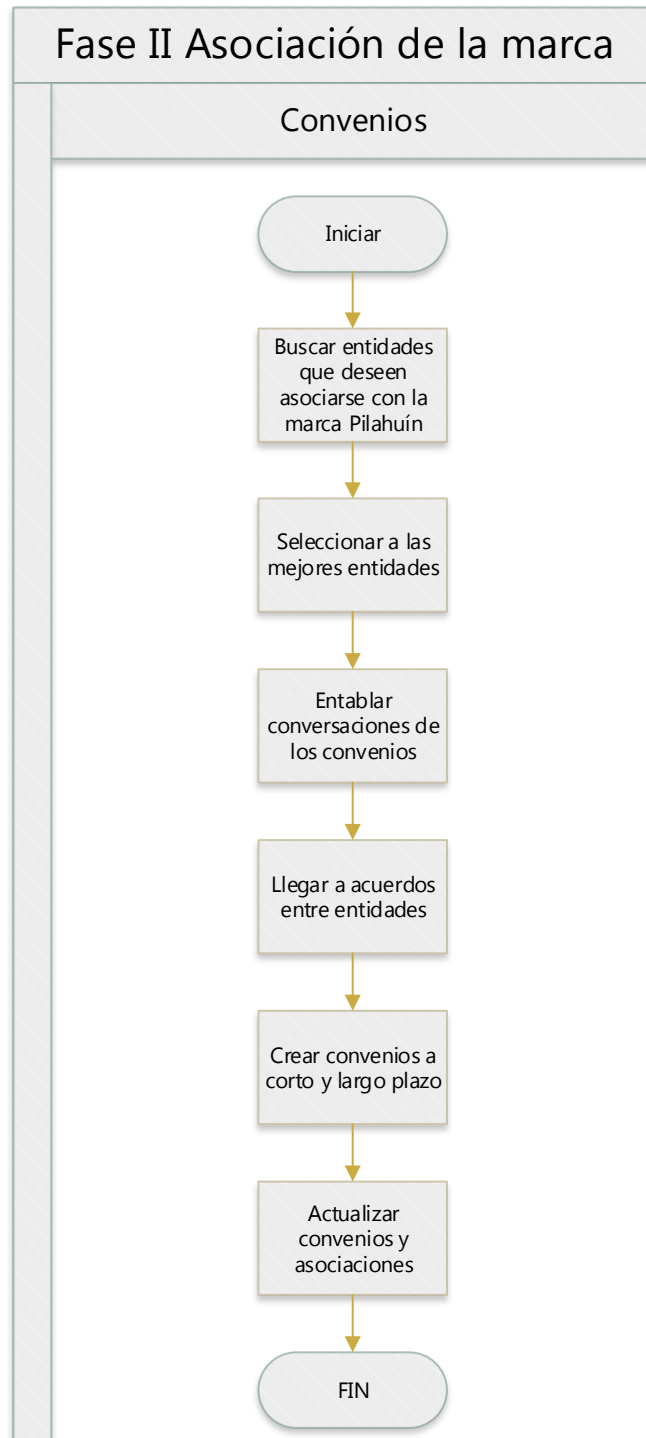 Fase II Asociación de la marca
Convenios
Iniciar
Buscar entidades
que deseen
asociarse con la
marca Pilahuín
Seleccionar a las
mejores entidades
Entablar
conversaciones de
los convenios
Llegar a acuerdos
entre entidades
Crear convenios a
corto y largo plazo
Actualizar
convenios y
asociaciones
FIN